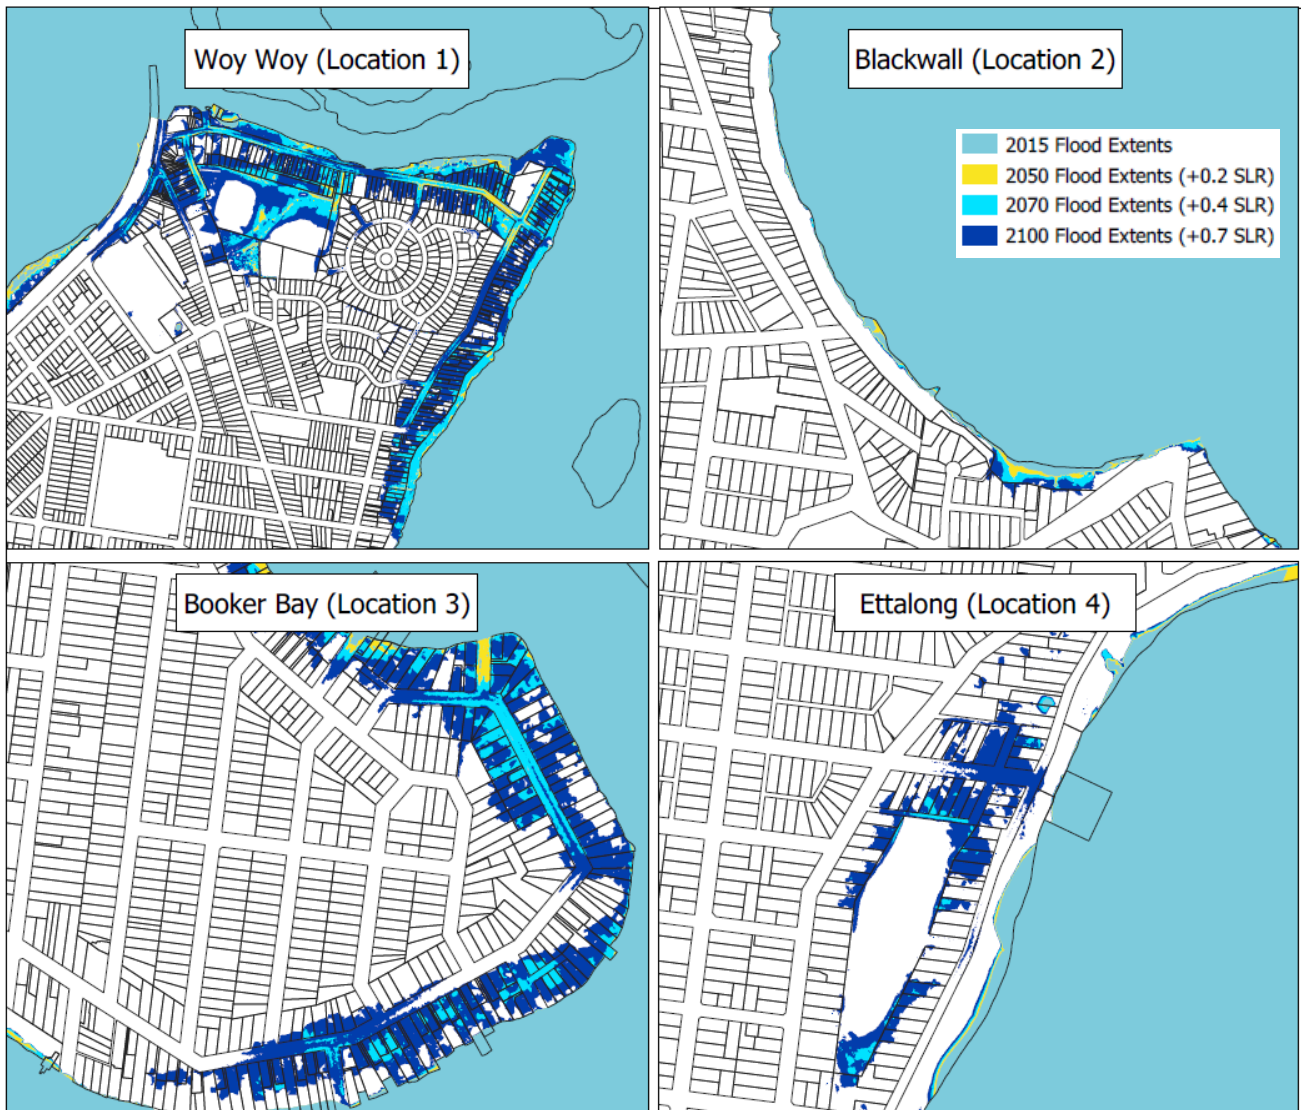 Woy Woy (Location 1)
Blackwall (Location 2)
2015 Flood Extents
2050 Flood Extents (+0.2 SLR)
2070 Flood Extents (+0.4 SLR)
2100 Flood Extents (+0.7 SLR)
Booker Bay (Location 3)
Ettalong (Location 4)